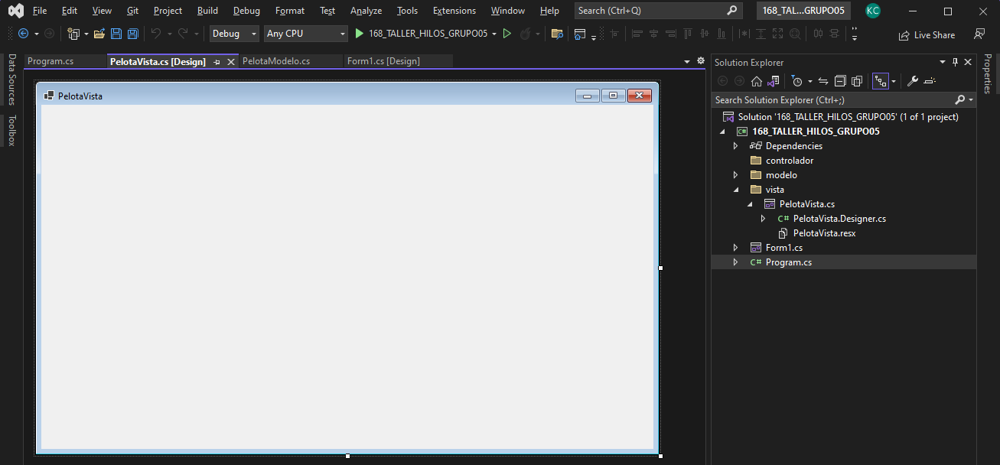 File Edit View Git Project Build Debug Format Test Analyze Tools Extensions Window Help Search (Ctrl+Q) 168_TAL...GRUPO05 KC
Debug Any CPU 168_TALLER_HILOS_GRUPO05 Live Share
Data Sources
Toolbox
Program.cs PelotaVista.cs [Design] PelotaModelo.cs Form1.cs [Design]
PelotaVista
Solution Explorer
Search Solution Explorer (Ctrl+;)
Solution '168_TALLER_HILOS_GRUPO05' (1 of 1 project)
C# 168_TALLER_HILOS_GRUPO05
Dependencies
controlador
modelo
vista
PelotaVista.cs
C# PelotaVista.Designer.cs
PelotaVista.resx
Form1.cs
C# Program.cs
Properties